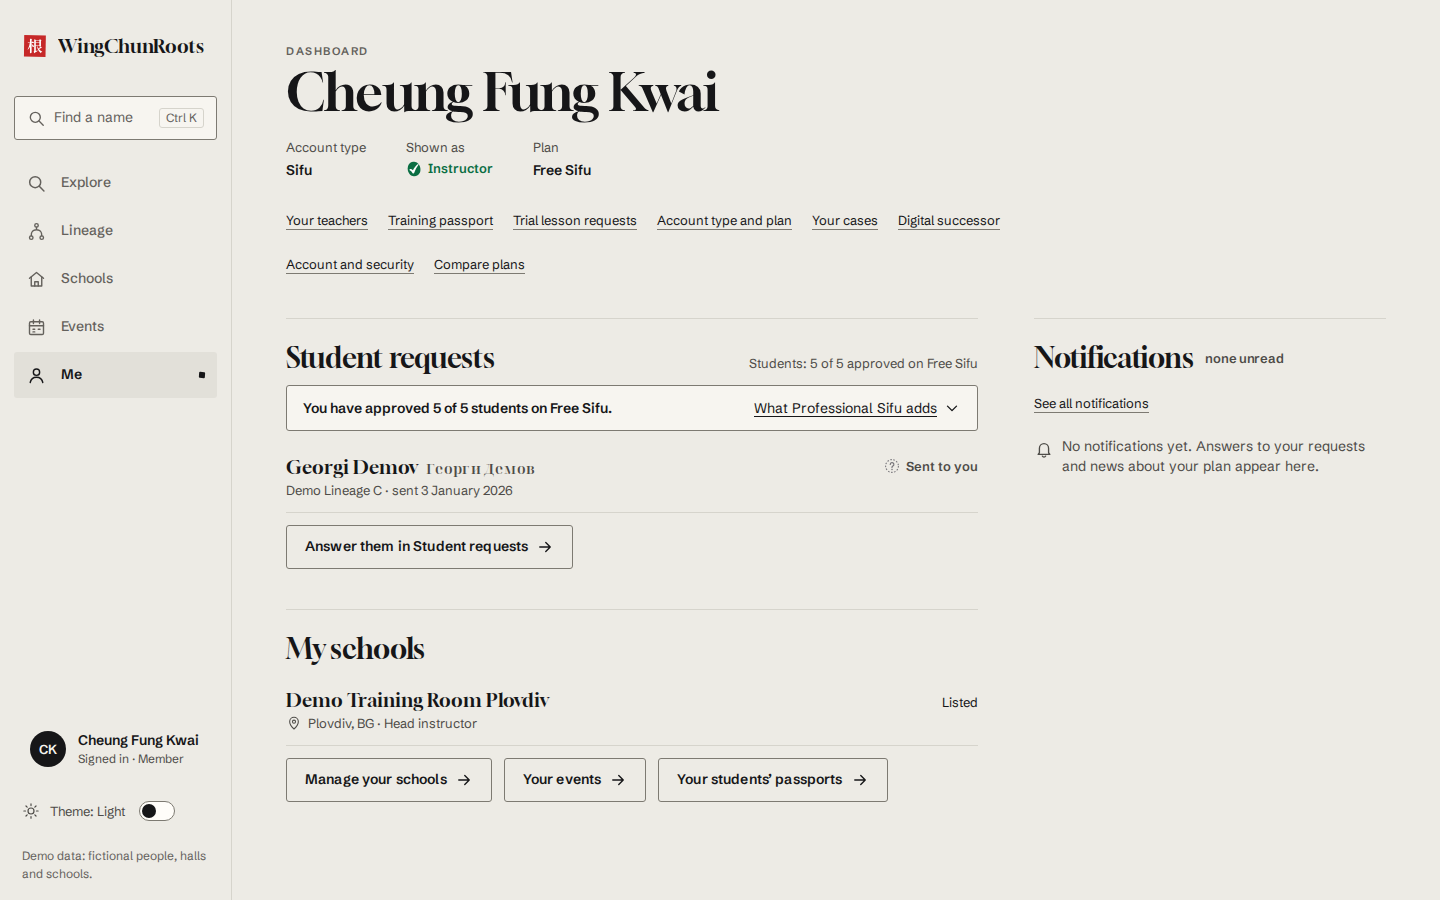 根 WingChunRoots
Find a name Ctrl K
Explore
Lineage
Schools
Events
Me
CK Cheung Fung Kwai
Signed in · Member
Theme: Light
Demo data: fictional people, halls
and schools.
DASHBOARD
Cheung Fung Kwai
Account type Shown as Plan
Sifu Instructor Free Sifu
Your teachers Training passport Trial lesson requests Account type and plan Your cases Digital successor
Account and security Compare plans
Student requests Students: 5 of 5 approved on Free Sifu
You have approved 5 of 5 students on Free Sifu. What Professional Sifu adds
Georgi Demov Георги Демов Sent to you
Demo Lineage C · sent 3 January 2026
Answer them in Student requests
My schools
Demo Training Room Plovdiv Listed
Plovdiv, BG · Head instructor
Manage your schools Your events Your students’ passports
Notifications none unread
See all notifications
No notifications yet. Answers to your requests
and news about your plan appear here.